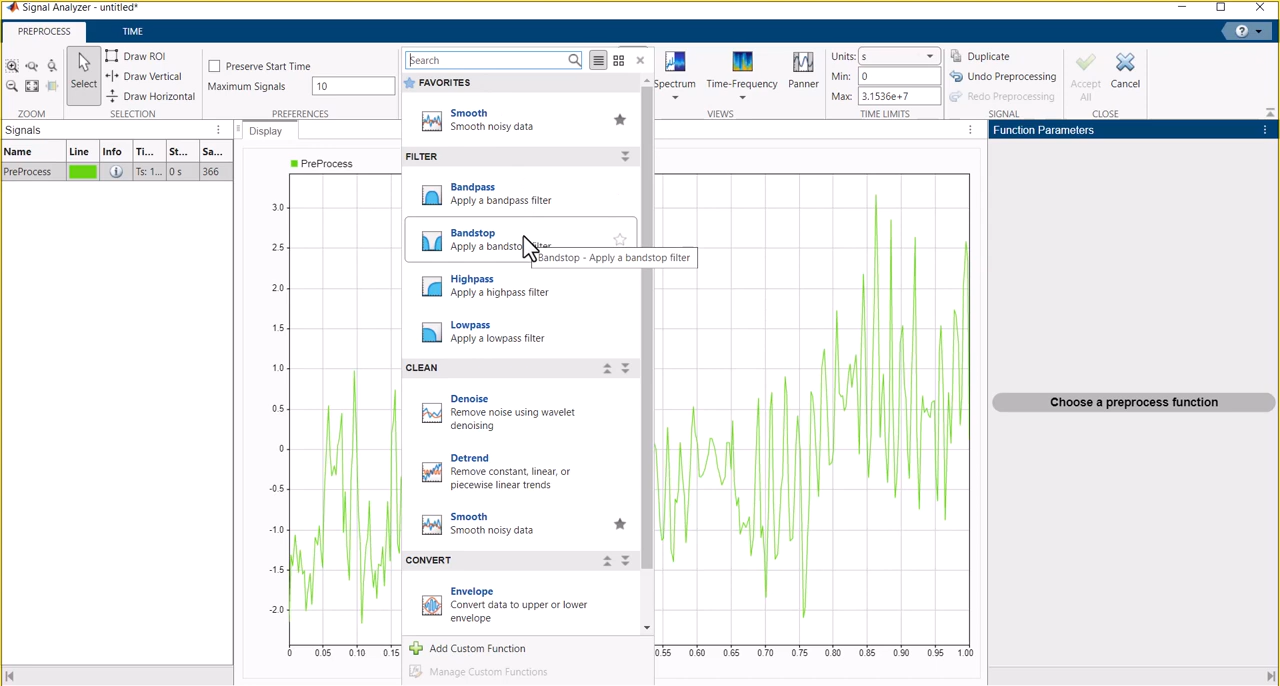 Signal Analyzer - untitled*
PREPROCESS
TIME
Select
Draw ROI
Draw Vertical
Draw Horizontal
ZOOM
SELECTION
Preserve Start Time
Maximum Signals
10
PREFERENCES
Search
FAVORITES
Smooth
Smooth noisy data
FILTER
Bandpass
Apply a bandpass filter
Bandstop
Bandstop - Apply a bandstop filter
Highpass
Apply a highpass filter
Lowpass
Apply a lowpass filter
CLEAN
Denoise
Remove noise using wavelet
denoising
Detrend
Remove constant, linear, or
piecewise linear trends
Smooth
Smooth noisy data
CONVERT
Envelope
Convert data to upper or lower
envelope
Add Custom Function
Manage Custom Functions
Spectrum
Time-Frequency
Panner
VIEWS
Units: s
Min: 0
Max: 3.1536e+7
TIME LIMITS
Duplicate
Undo Preprocessing
Redo Preprocessing
SIGNAL
Accept
All
Cancel
CLOSE
Signals
Name Line Info Ti... St... Sa...
PreProcess Ts: 1... 0 s 366
Display
PreProcess
3.0
2.5
2.0
1.5
1.0
0.5
0
-0.5
-1.0
-1.5
-2.0
0 0.05 0.10 0.15 0.60 0.65 0.70 0.75 0.80 0.85 0.90 0.95 1.00
Function Parameters
Choose a preprocess function